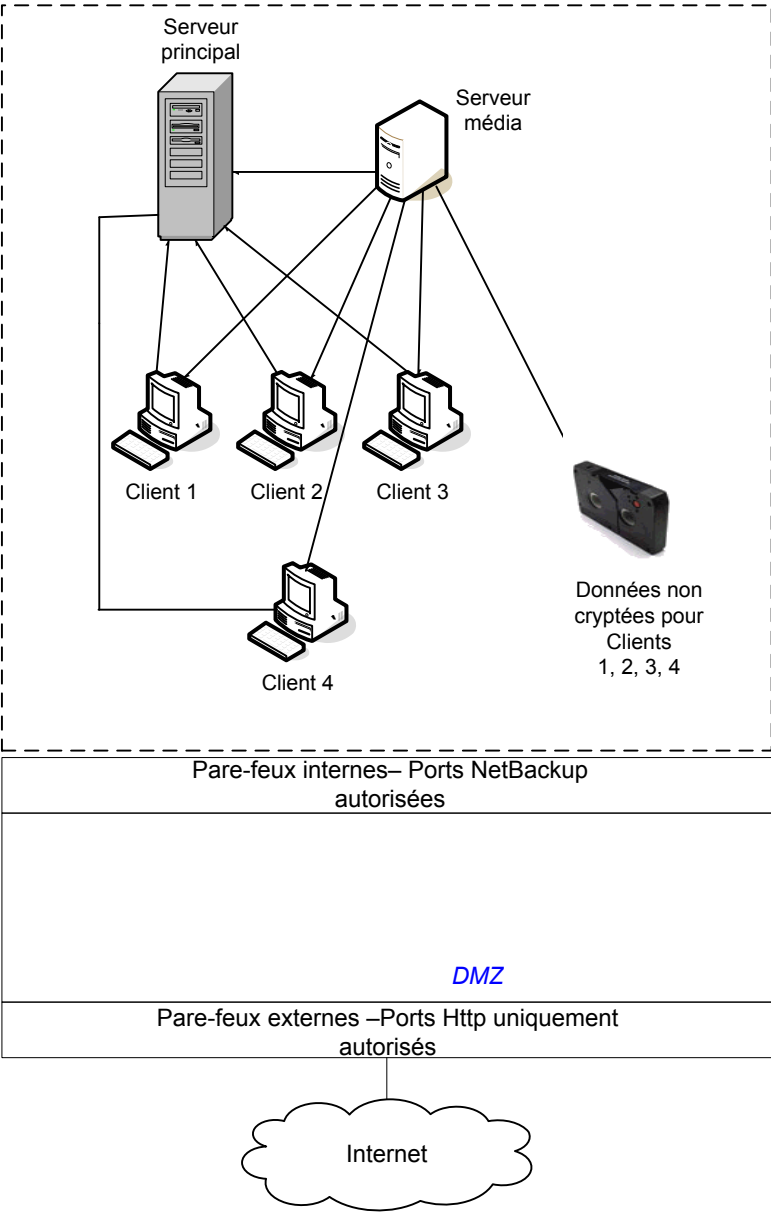 Serveur
principal
Serveur
média
Client 1
Client 2
Client 3
Données non
cryptées pour
Clients
1, 2, 3, 4
Client 4
Pare-feux internes– Ports NetBackup
autorisées
DMZ
Pare-feux externes –Ports Http uniquement
autorisés
Internet